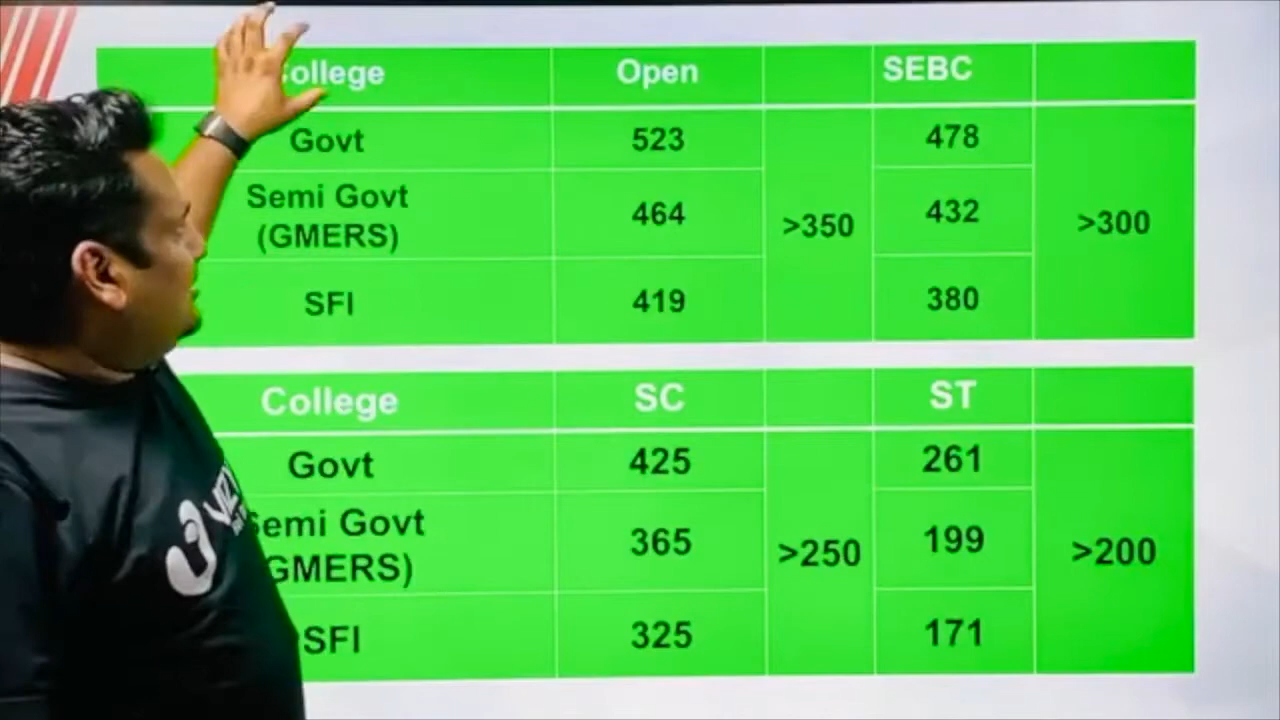 College Open SEBC
Govt 523 478
Semi Govt
(GMERS) 464 >350 432 >300
SFI 419 380
College SC ST
Govt 425 261
Semi Govt
(GMERS) 365 >250 199 >200
SFI 325 171